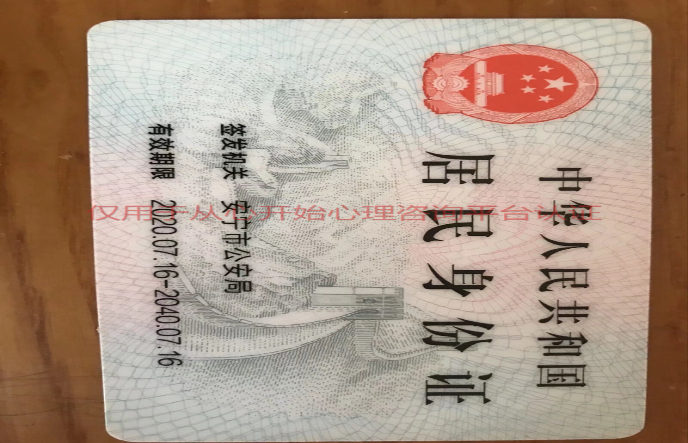 中华人民共和国
居民身份证
签发机关 安宁市公安局
有效期限 2020.07.16-2040.07.16
仅用于从心开始心理咨询平台认证